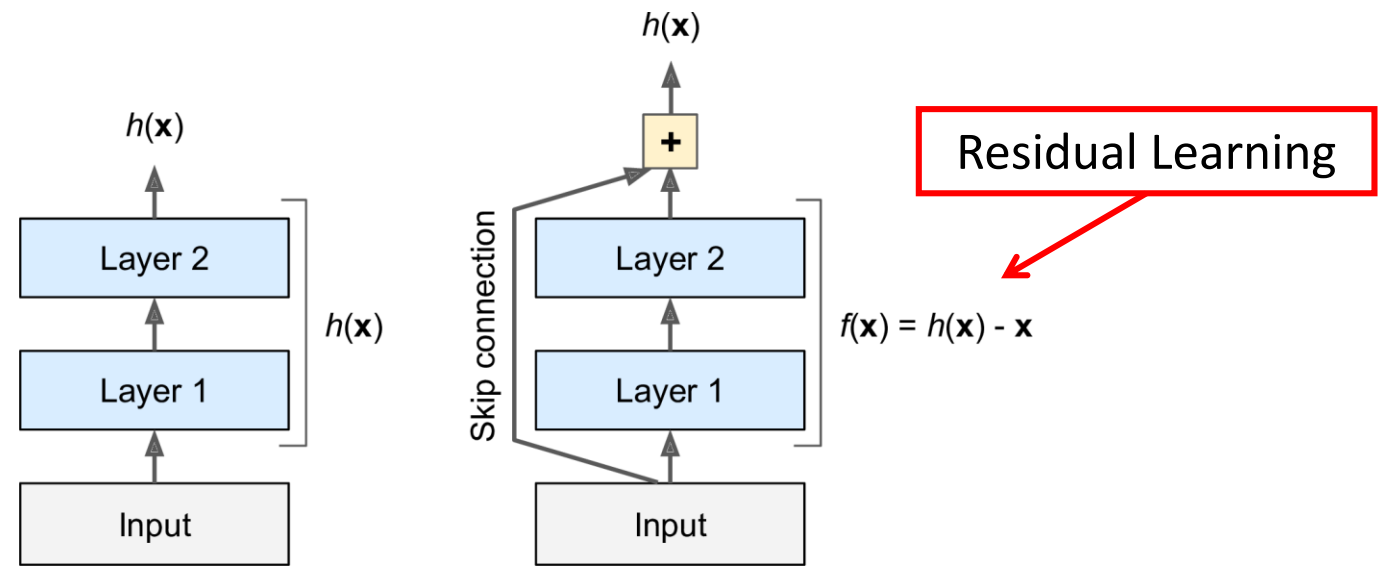 h(x)
Layer 2
Layer 1
h(x)
Input
h(x)
+
Skip connection
Layer 2
Layer 1
f(x) = h(x) - x
Input
Residual Learning